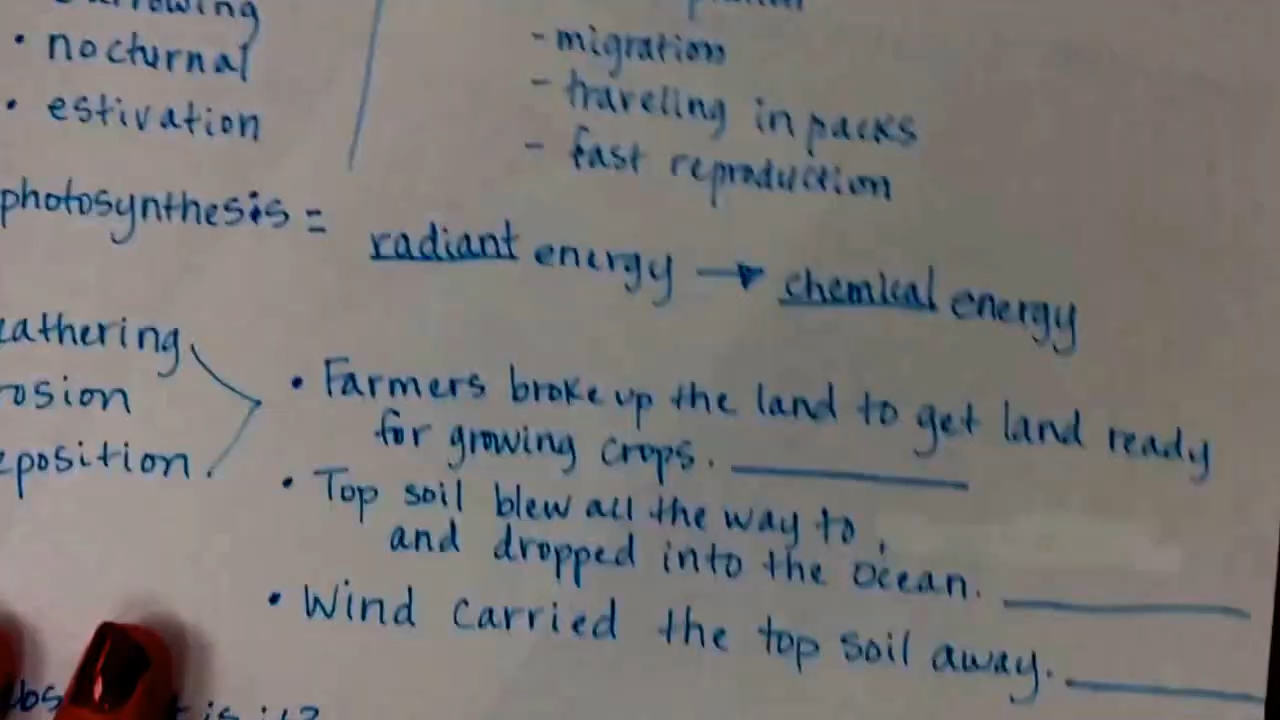 • nocturnal
• estivation
- migration
- traveling in packs
- fast reproduction
photosynthesis = radiant energy → chemical energy
eathering
rosion
eposition
• Farmers broke up the land to get land ready
for growing crops.
• Top soil blew all the way to
and dropped into the ocean.
• Wind carried the top soil away.